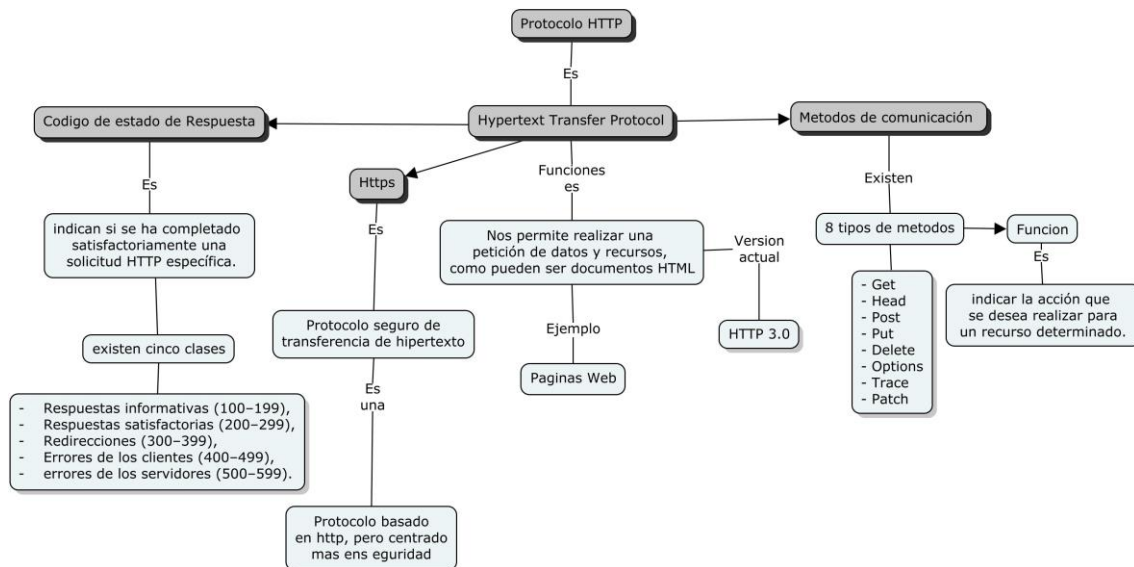 Protocolo HTTP
Es
Codigo de estado de Respuesta
Hypertext Transfer Protocol
Metodos de comunicación
Es
indican si se ha completado
satisfactoriamente una
solicitud HTTP específica.
existen cinco clases
- Respuestas informativas (100–199),
- Respuestas satisfactorias (200–299),
- Redirecciones (300–399),
- Errores de los clientes (400–499),
- errores de los servidores (500–599).
Https
Es
Protocolo seguro de
transferencia de hipertexto
Es
una
Protocolo basado
en http, pero centrado
mas ens eguridad
Funciones
es
Nos permite realizar una
petición de datos y recursos,
como pueden ser documentos HTML
Ejemplo
Paginas Web
Version
actual
HTTP 3.0
Existen
8 tipos de metodos
- Get
- Head
- Post
- Put
- Delete
- Options
- Trace
- Patch
Funcion
Es
indicar la acción que
se desea realizar para
un recurso determinado.